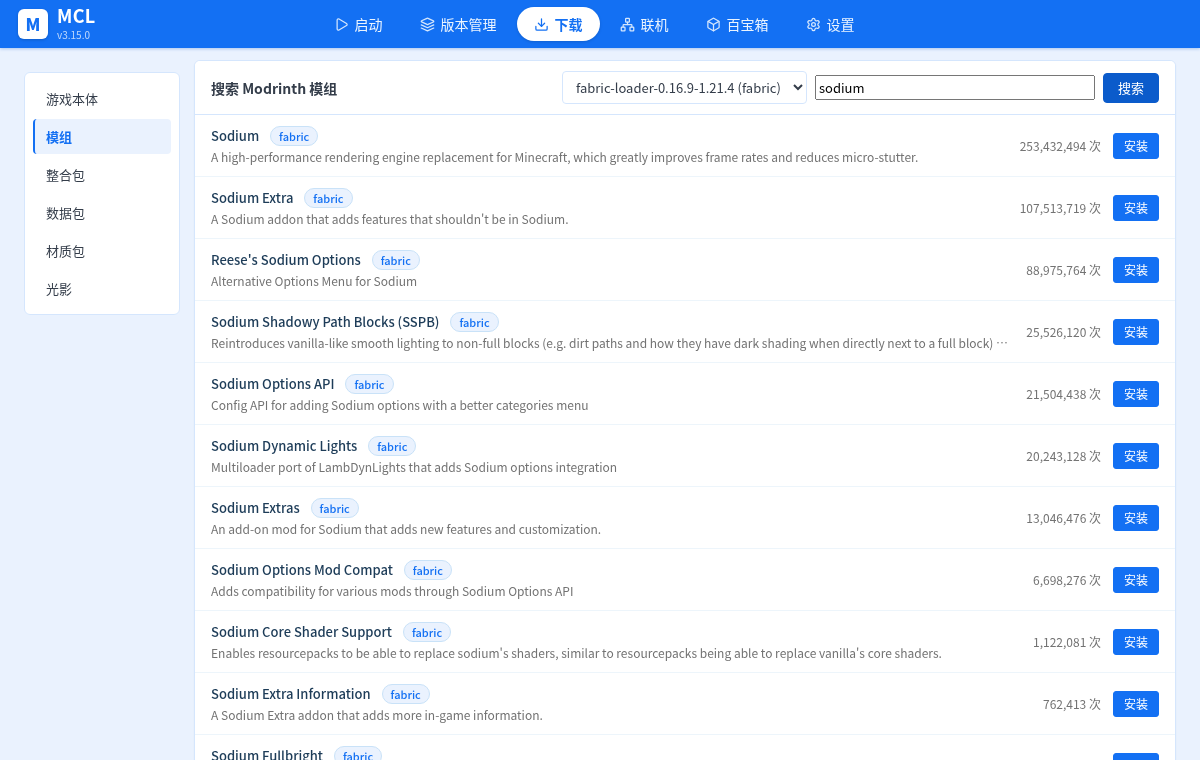 M
MCL
v3.15.0
启动
版本管理
下载
联机
百宝箱
设置
游戏本体
模组
整合包
数据包
材质包
光影
搜索 Modrinth 模组
fabric-loader-0.16.9-1.21.4 (fabric)
sodium
搜索
Sodium fabric
A high-performance rendering engine replacement for Minecraft, which greatly improves frame rates and reduces micro-stutter.
253,432,494 次 安装
Sodium Extra fabric
A Sodium addon that adds features that shouldn't be in Sodium.
107,513,719 次 安装
Reese's Sodium Options fabric
Alternative Options Menu for Sodium
88,975,764 次 安装
Sodium Shadowy Path Blocks (SSPB) fabric
Reintroduces vanilla-like smooth lighting to non-full blocks (e.g. dirt paths and how they have dark shading when directly next to a full block) …
25,526,120 次 安装
Sodium Options API fabric
Config API for adding Sodium options with a better categories menu
21,504,438 次 安装
Sodium Dynamic Lights fabric
Multiloader port of LambDynLights that adds Sodium options integration
20,243,128 次 安装
Sodium Extras fabric
An add-on mod for Sodium that adds new features and customization.
13,046,476 次 安装
Sodium Options Mod Compat fabric
Adds compatibility for various mods through Sodium Options API
6,698,276 次 安装
Sodium Core Shader Support fabric
Enables resourcepacks to be able to replace sodium's shaders, similar to resourcepacks being able to replace vanilla's core shaders.
1,122,081 次 安装
Sodium Extra Information fabric
A Sodium Extra addon that adds more in-game information.
762,413 次 安装
Sodium Fullbright fabric